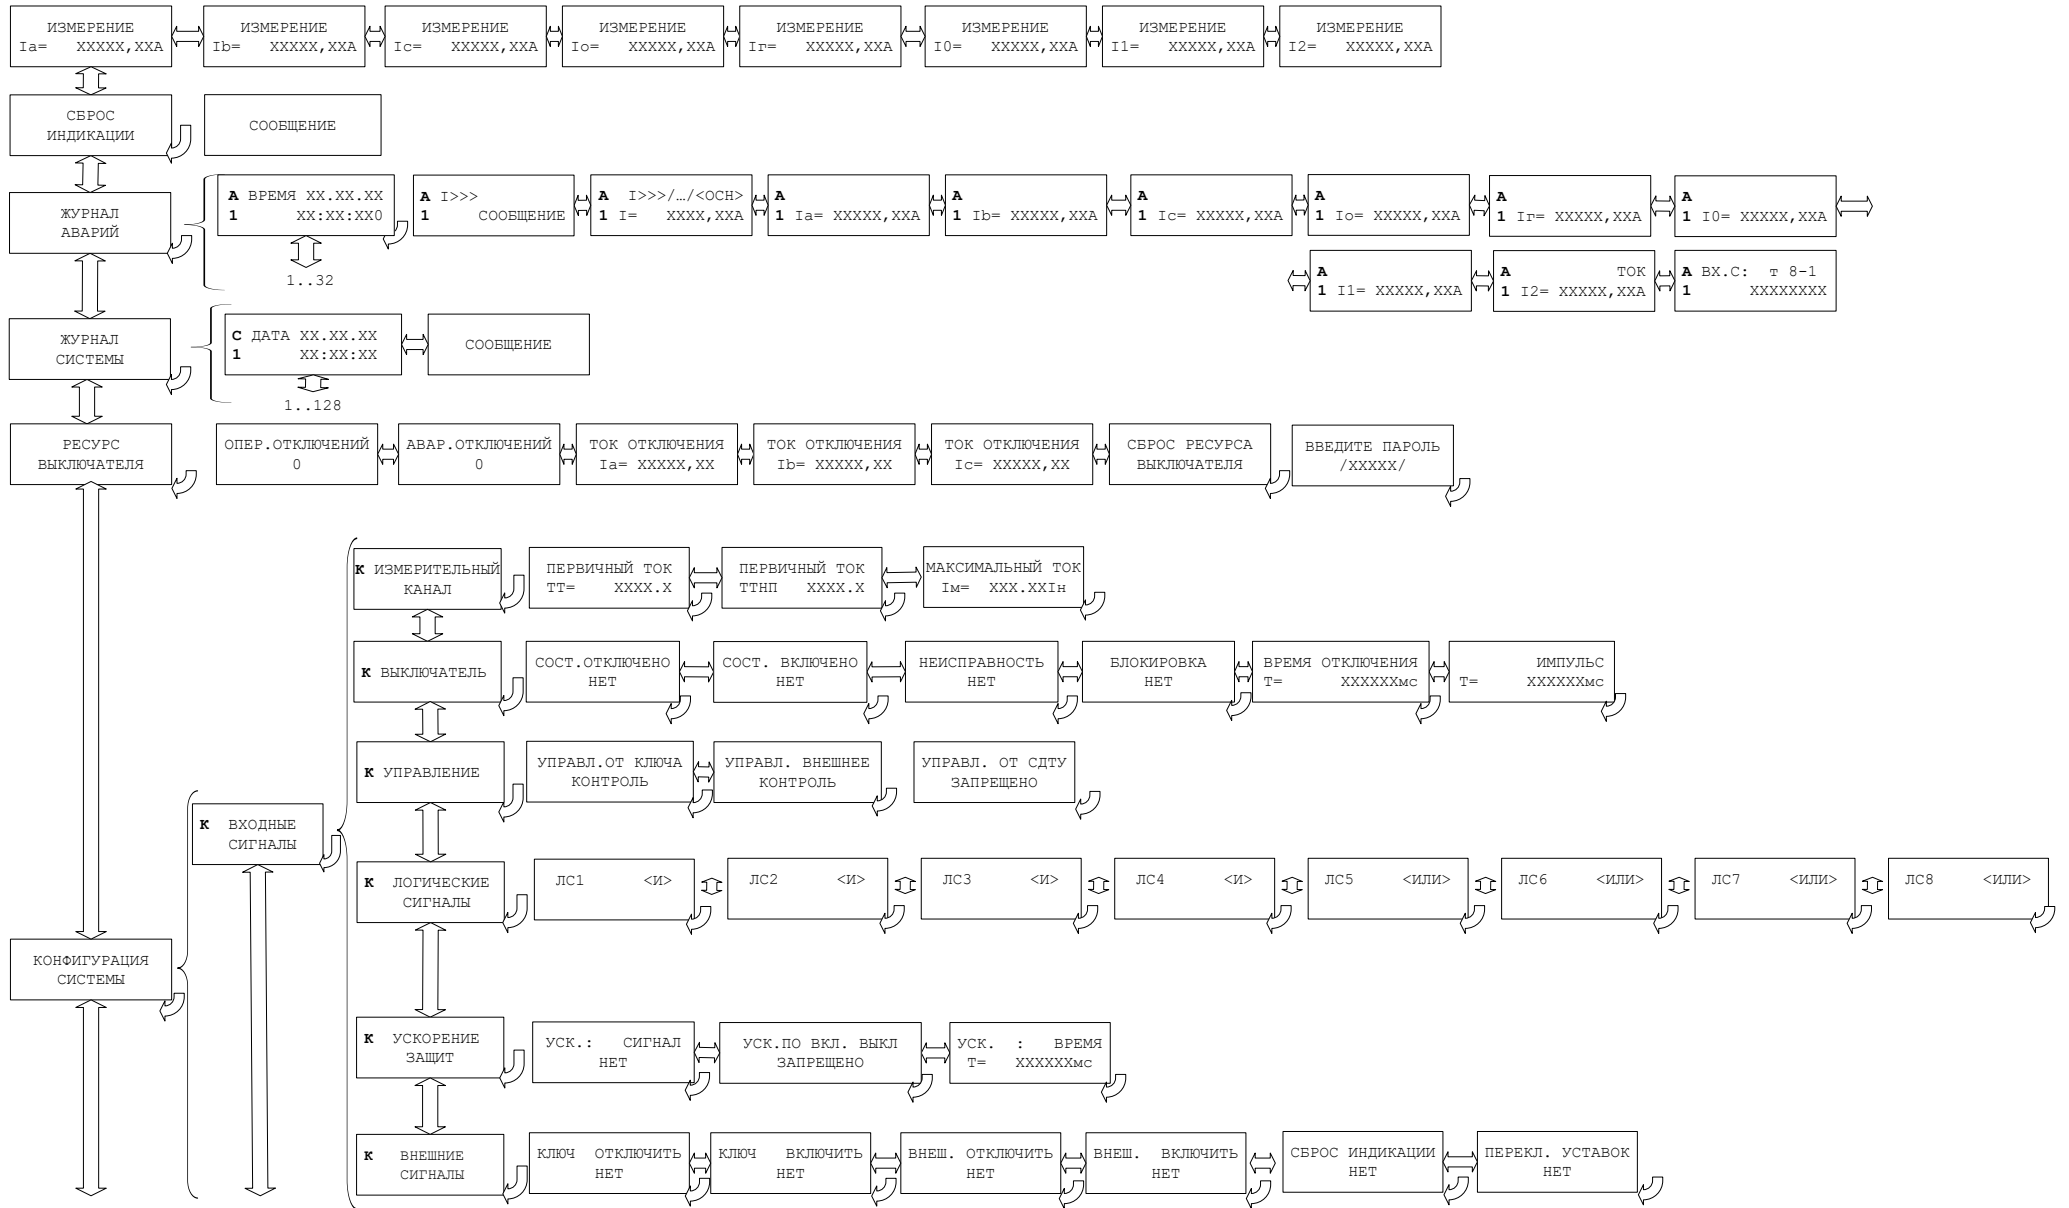 ИЗМЕРЕНИЕ
Ia= XXXXX,XXA
ИЗМЕРЕНИЕ
Ib= XXXXX,XXA
ИЗМЕРЕНИЕ
Ic= XXXXX,XXA
ИЗМЕРЕНИЕ
Io= XXXXX,XXA
ИЗМЕРЕНИЕ
Iг= XXXXX,XXA
ИЗМЕРЕНИЕ
I0= XXXXX,XXA
ИЗМЕРЕНИЕ
I1= XXXXX,XXA
ИЗМЕРЕНИЕ
I2= XXXXX,XXA
СБРОС
ИНДИКАЦИИ
СООБЩЕНИЕ
ЖУРНАЛ
АВАРИЙ
А ВРЕМЯ XX.XX.XX
1 XX:XX:XX0
1..32
А I>>>
1 СООБЩЕНИЕ
А I>>>/…/<ОСН>
1 I= XXXX,XXA
А
1 Ia= XXXXX,XXA
А
1 Ib= XXXXX,XXA
А
1 Ic= XXXXX,XXA
А
1 Io= XXXXX,XXA
А
1 Iг= XXXXX,XXA
А
1 I0= XXXXX,XXA
А
1 I1= XXXXX,XXA
А ТОК
1 I2= XXXXX,XXA
А ВХ.С: т 8-1
1 XXXXXXXX
ЖУРНАЛ
СИСТЕМЫ
С ДАТА XX.XX.XX
1 XX:XX:XX
1..128
СООБЩЕНИЕ
РЕСУРС
ВЫКЛЮЧАТЕЛЯ
ОПЕР.ОТКЛЮЧЕНИЙ
0
АВАР.ОТКЛЮЧЕНИЙ
0
ТОК ОТКЛЮЧЕНИЯ
Ia= XXXXX,XX
ТОК ОТКЛЮЧЕНИЯ
Ib= XXXXX,XX
ТОК ОТКЛЮЧЕНИЯ
Ic= XXXXX,XX
СБРОС РЕСУРСА
ВЫКЛЮЧАТЕЛЯ
ВВЕДИТЕ ПАРОЛЬ
/XXXXX/
КОНФИГУРАЦИЯ
СИСТЕМЫ
К ВХОДНЫЕ
СИГНАЛЫ
К ИЗМЕРИТЕЛЬНЫЙ
КАНАЛ
ПЕРВИЧНЫЙ ТОК
ТТ= XXXX.X
ПЕРВИЧНЫЙ ТОК
ТТНП XXXX.X
МАКСИМАЛЬНЫЙ ТОК
Iм= XXX.XXIн
К ВЫКЛЮЧАТЕЛЬ
СОСТ.ОТКЛЮЧЕНО
НЕТ
СОСТ. ВКЛЮЧЕНО
НЕТ
НЕИСПРАВНОСТЬ
НЕТ
БЛОКИРОВКА
НЕТ
ВРЕМЯ ОТКЛЮЧЕНИЯ
Т= XXXXXXмс
ИМПУЛЬС
Т= XXXXXXмс
К УПРАВЛЕНИЕ
УПРАВЛ.ОТ КЛЮЧА
КОНТРОЛЬ
УПРАВЛ. ВНЕШНЕЕ
КОНТРОЛЬ
УПРАВЛ. ОТ СДТУ
ЗАПРЕЩЕНО
К ЛОГИЧЕСКИЕ
СИГНАЛЫ
ЛС1 <И>
ЛС2 <И>
ЛС3 <И>
ЛС4 <И>
ЛС5 <ИЛИ>
ЛС6 <ИЛИ>
ЛС7 <ИЛИ>
ЛС8 <ИЛИ>
К УСКОРЕНИЕ
ЗАЩИТ
УСК.: СИГНАЛ
НЕТ
УСК.ПО ВКЛ. ВЫКЛ
ЗАПРЕЩЕНО
УСК. : ВРЕМЯ
Т= XXXXXXмс
К ВНЕШНИЕ
СИГНАЛЫ
КЛЮЧ ОТКЛЮЧИТЬ
НЕТ
КЛЮЧ ВКЛЮЧИТЬ
НЕТ
ВНЕШ. ОТКЛЮЧИТЬ
НЕТ
ВНЕШ. ВКЛЮЧИТЬ
НЕТ
СБРОС ИНДИКАЦИИ
НЕТ
ПЕРЕКЛ. УСТАВОК
НЕТ